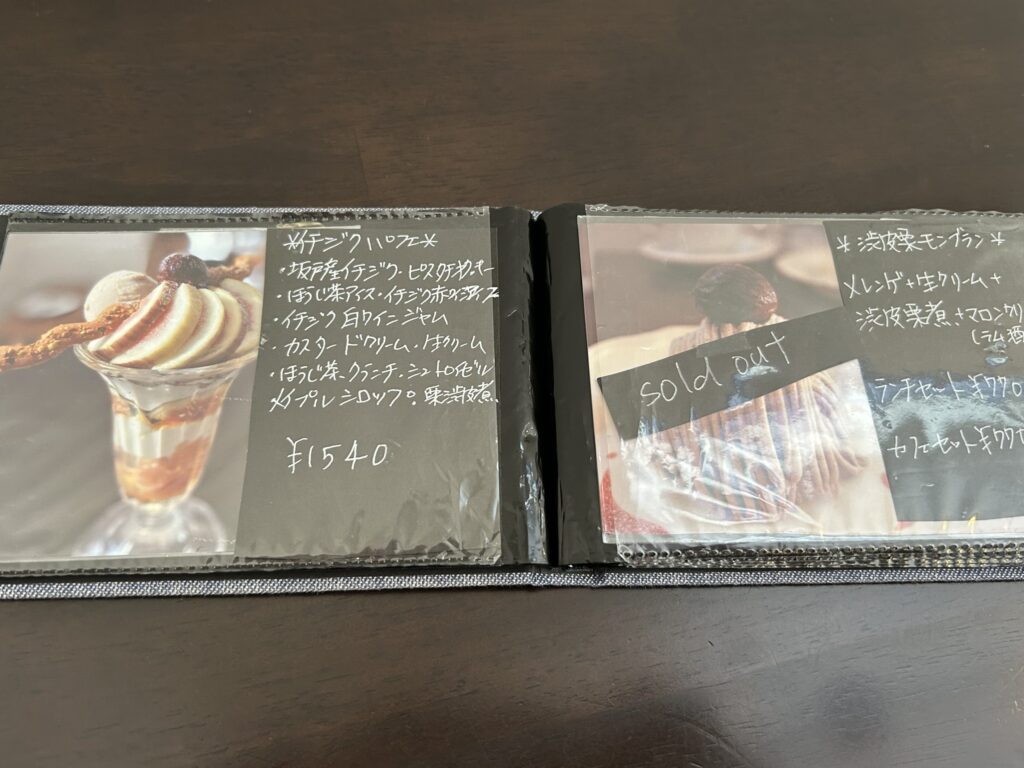 *イチジクパフェ*
・坂戸産イチジク・ピスタチオ
・ほうじ茶アイス・イチジク赤ワイン
・イチジク白ワインジャム
・カスタードクリーム・生クリーム
・ほうじ茶、クランチ・シュトロイゼル
メイプルシロップ。栗渋皮煮
¥1540
sold out
*渋皮栗モンブラン*
メレンゲ+生クリーム+
渋皮栗煮+マロンクリ
(ラム酒
ランチセット¥770
カフェセット¥77